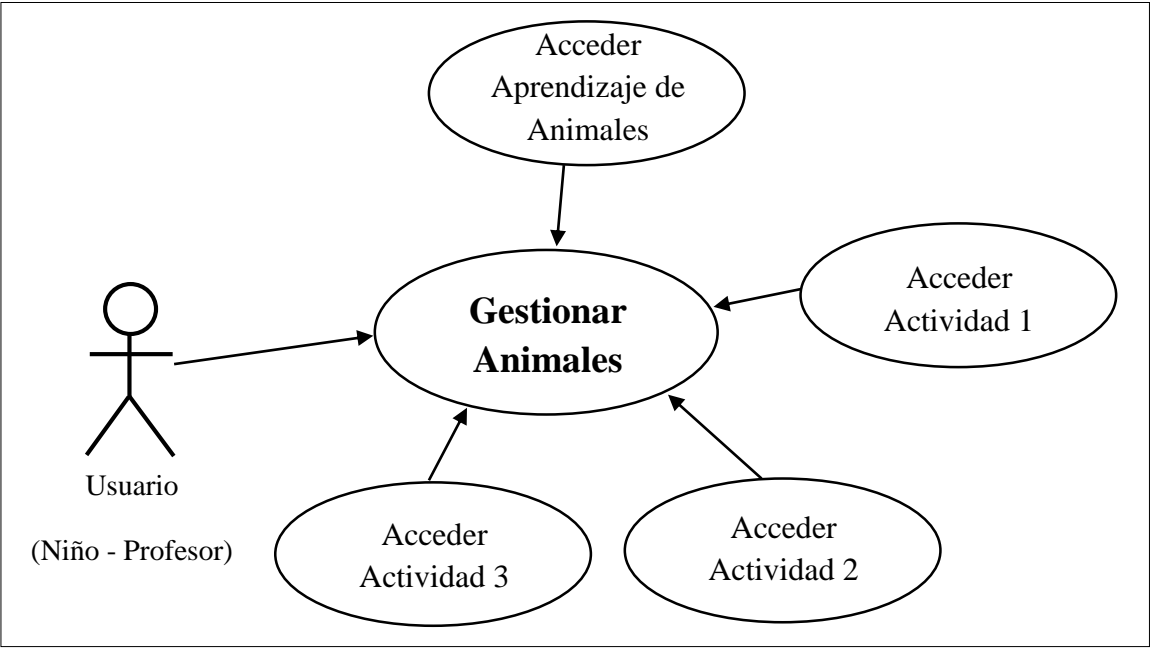 Acceder
Aprendizaje de
Animales
Acceder
Actividad 1
Gestionar
Animales
Usuario
(Niño - Profesor)
Acceder
Actividad 3
Acceder
Actividad 2